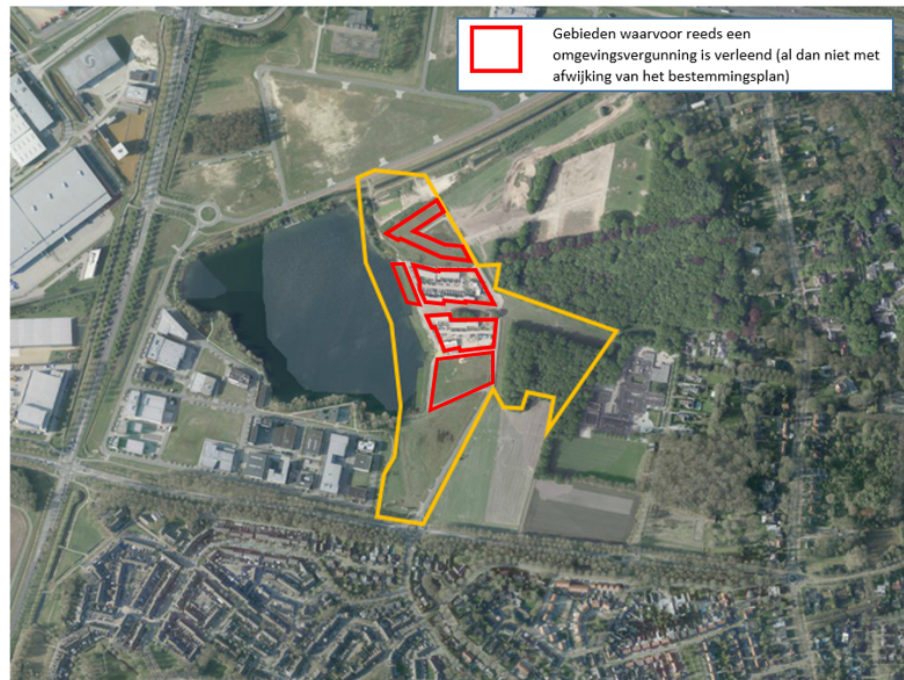 Gebieden waarvoor reeds een
omgevingsvergunning is verleend (al dan niet met
afwijking van het bestemmingsplan)